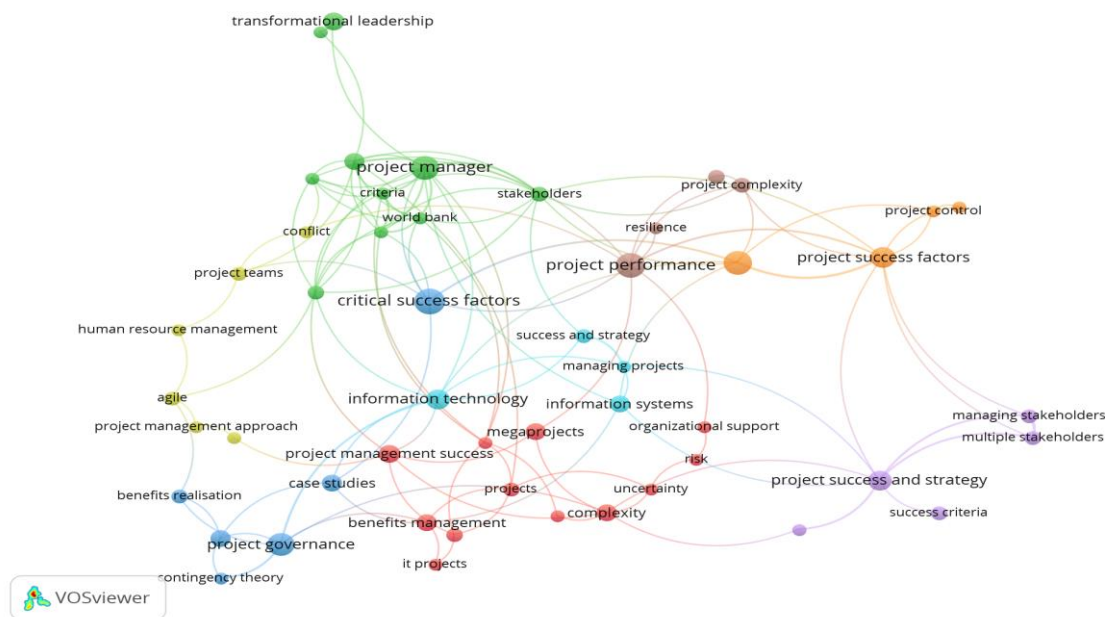 transformational leadership
project manager
criteria
stakeholders
project complexity
world bank
project control
resilience
conflict
project success factors
project teams
project performance
critical success factors
human resource management
success and strategy
managing projects
agile
information technology
information systems
managing stakeholders
project management approach
megaprojects
organizational support
multiple stakeholders
project management success
risk
case studies
projects
uncertainty
project success and strategy
benefits realisation
benefits management
complexity
success criteria
project governance
it projects
contingency theory
VOSviewer